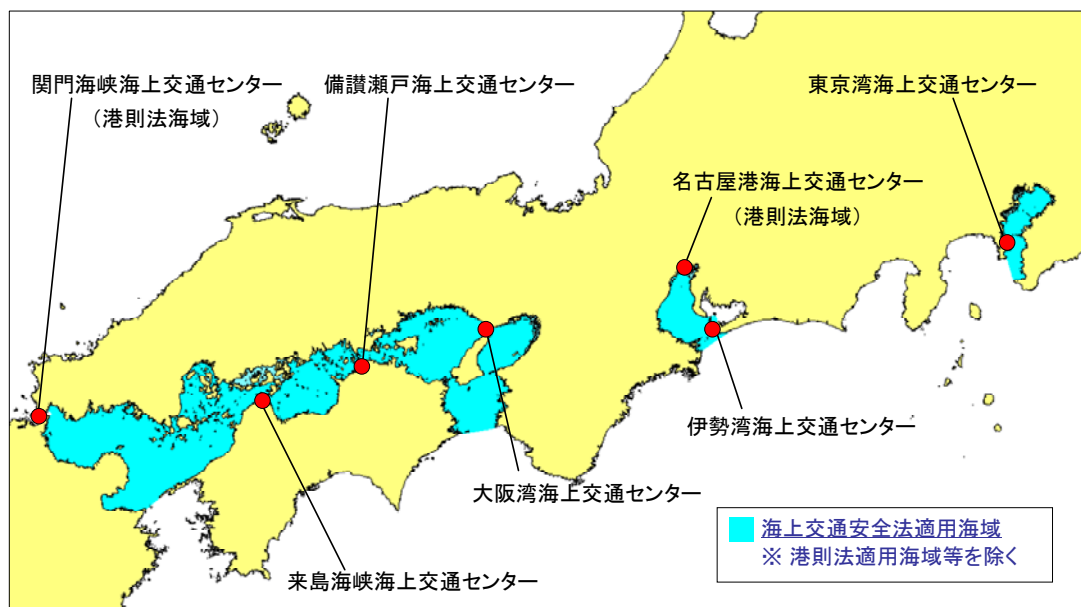 関門海峡海上交通センター
（港則法海域）
備讃瀬戸海上交通センター
東京湾海上交通センター
名古屋港海上交通センター
（港則法海域）
伊勢湾海上交通センター
大阪湾海上交通センター
来島海峡海上交通センター
海上交通安全法適用海域
※ 港則法適用海域等を除く